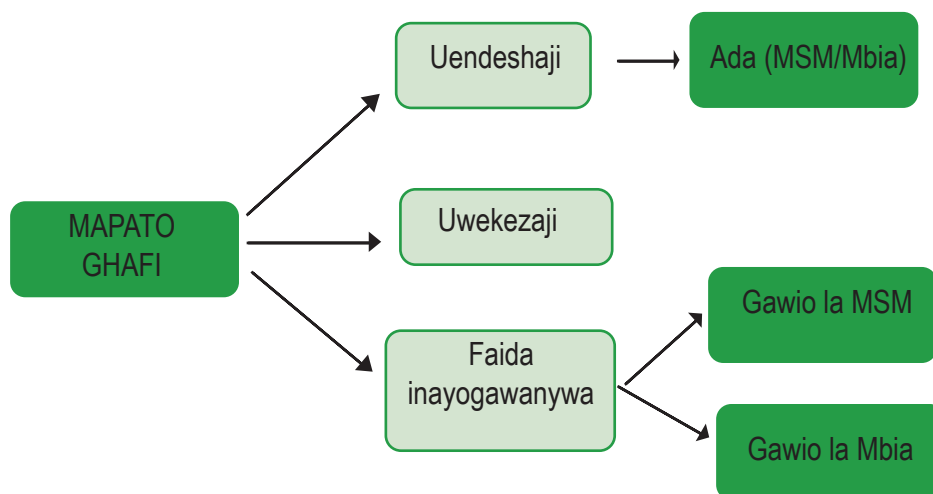 Uendeshaji
Ada (MSM/Mbia)
MAPATO
GHAFI
Uwekezaji
Faida
inayogawanywa
Gawio la MSM
Gawio la Mbia